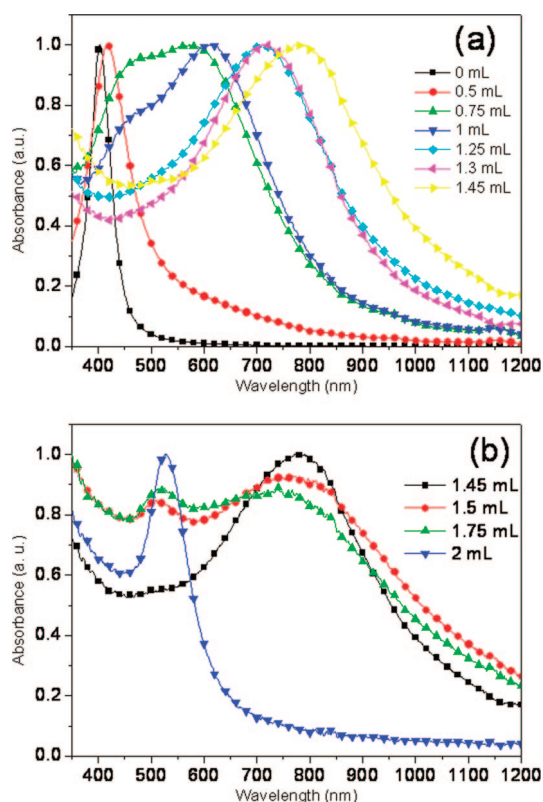 (a)
1.0
0.8
0.6
0.4
0.2
0.0
Absorbance (a.u.)
0 mL
0.5 mL
0.75 mL
1 mL
1.25 mL
1.3 mL
1.45 mL
400 500 600 700 800 900 1000 1100 1200
Wavelength (nm)
(b)
1.0
0.8
0.6
0.4
0.2
0.0
Absorbance (a. u.)
1.45 mL
1.5 mL
1.75 mL
2 mL
400 500 600 700 800 900 1000 1100 1200
Wavelength (nm)